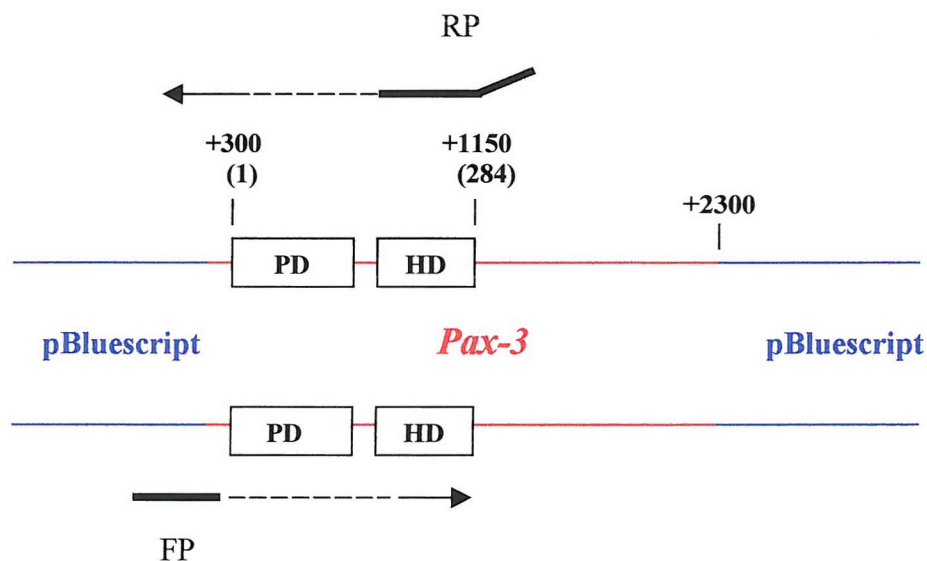 RP
+300
(1)
+1150
(284)
+2300
PD
HD
pBluescript
Pax-3
pBluescript
PD
HD
FP